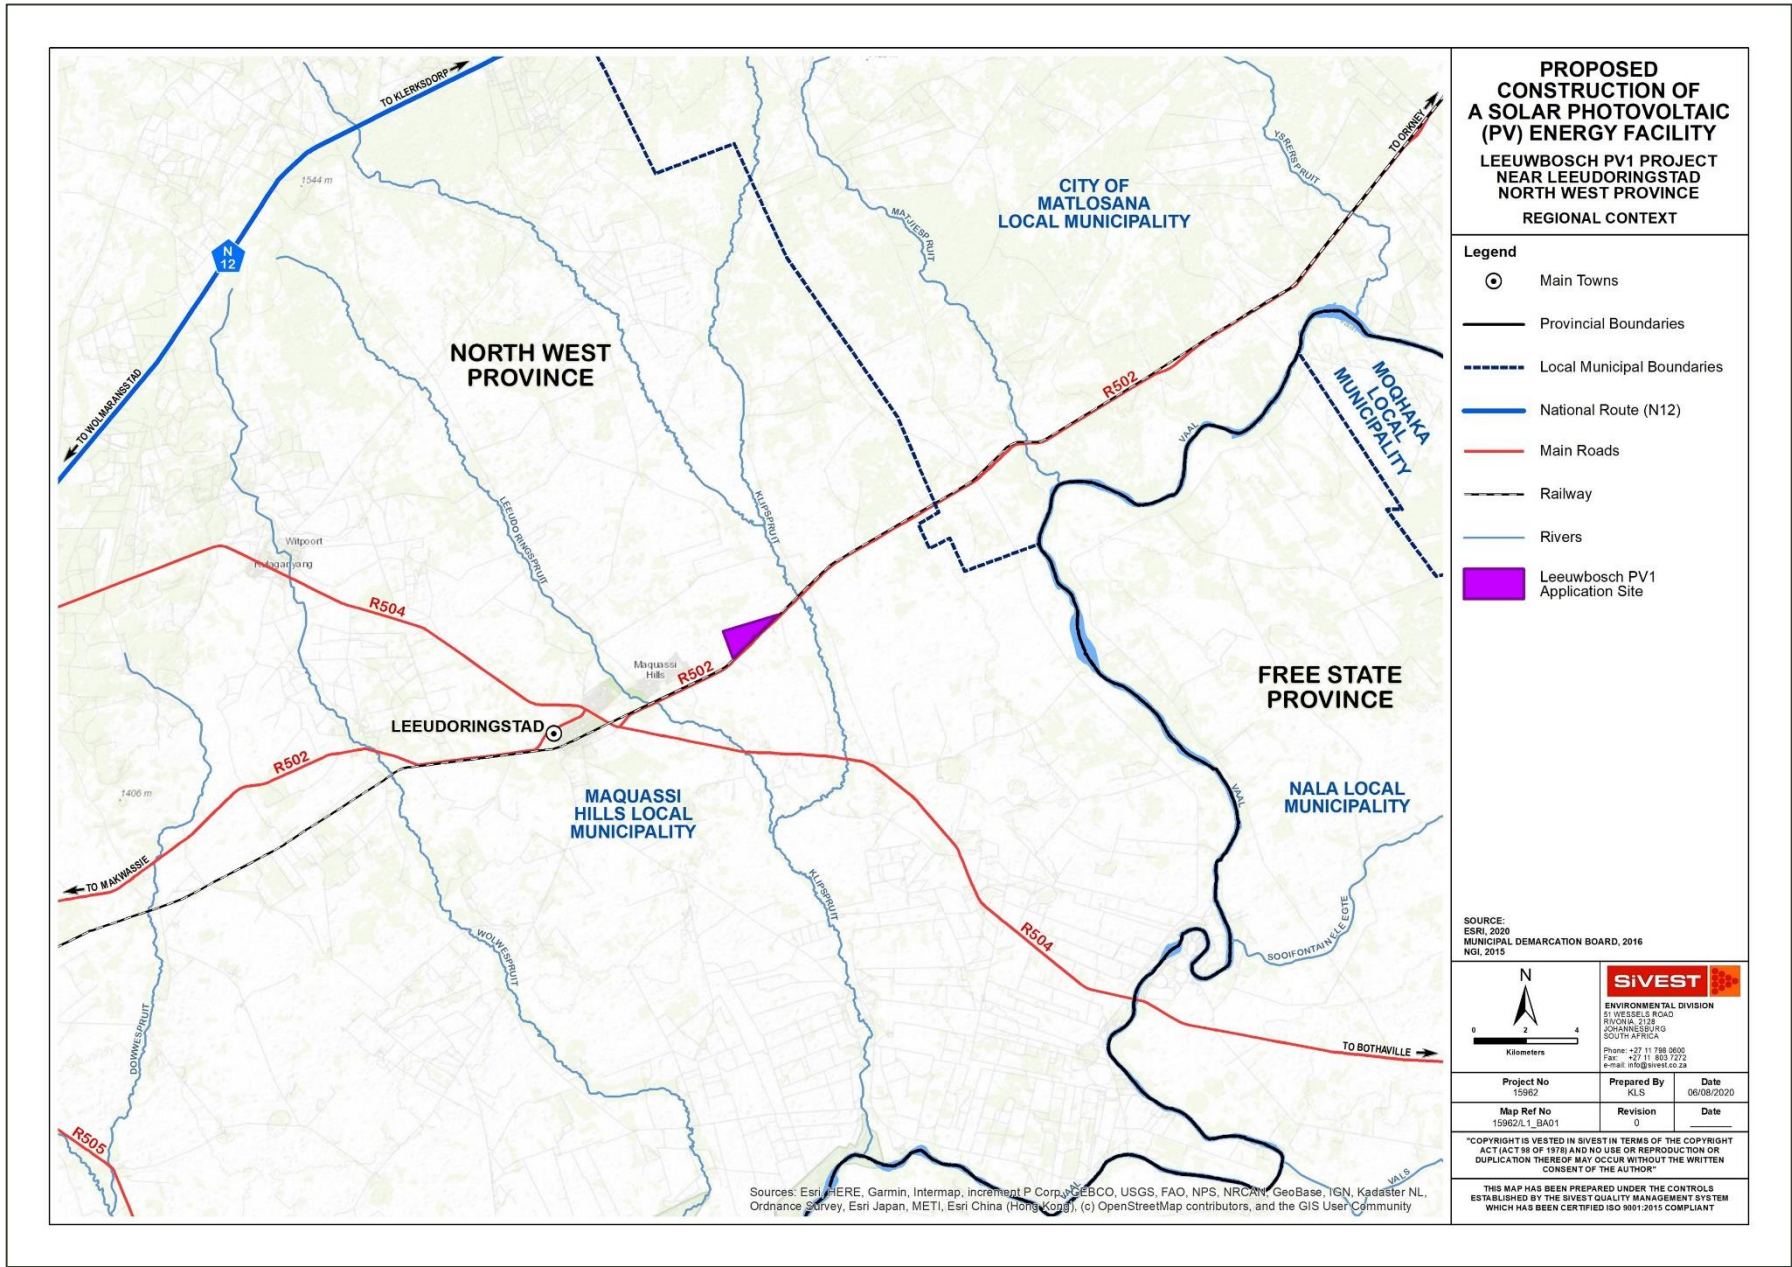 TO KLERKSDORP
1544 m
N
12
TO WOLMARANSSTAD
NORTH WEST
PROVINCE
CITY OF
MATLOSANA
LOCAL MUNICIPALITY
MATJIESPRUIT
YSRERSPRUIT
TO ORKNEY
R502
MOQHAKA
LOCAL
MUNICIPALITY
VAAL
LEEUDORINGSPRUIT
KLIPSPRUIT
Witpoort
R504
Maquassi
Hills
R502
LEEUDORINGSTAD
R502
1406 m
TO MAKWASSIE
MAQUASSI
HILLS LOCAL
MUNICIPALITY
FREE STATE
PROVINCE
NALA LOCAL
MUNICIPALITY
VAAL
KLIPSPRUIT
WOLWESPRUIT
R504
SOOIFONTAINELEEGTE
DOWWESPRUIT
TO BOTHAVILLE
R505
VAAL
VALS
Sources: Esri, HERE, Garmin, Intermap, increment P Corp., GEBCO, USGS, FAO, NPS, NRCAN, GeoBase, IGN, Kadaster NL,
Ordnance Survey, Esri Japan, METI, Esri China (Hong Kong), (c) OpenStreetMap contributors, and the GIS User Community
PROPOSED
CONSTRUCTION OF
A SOLAR PHOTOVOLTAIC
(PV) ENERGY FACILITY
LEEUWBOSCH PV1 PROJECT
NEAR LEEUDORINGSTAD
NORTH WEST PROVINCE
REGIONAL CONTEXT
Legend
Main Towns
Provincial Boundaries
Local Municipal Boundaries
National Route (N12)
Main Roads
Railway
Rivers
Leeuwbosch PV1
Application Site
SOURCE:
ESRI, 2020
MUNICIPAL DEMARCATION BOARD, 2016
NGI, 2015
N
0 2 4
Kilometers
SiVEST
ENVIRONMENTAL DIVISION
51 WESSELS ROAD
RIVONIA, 2128
JOHANNESBURG
SOUTH AFRICA
Phone: +27 11 798 0600
Fax: +27 11 803 7272
e-mail: info@sivest.co.za
Project No
15962
Prepared By
KLS
Date
06/08/2020
Map Ref No
15962/L1_BA01
Revision
0
Date
"COPYRIGHT IS VESTED IN SIVEST IN TERMS OF THE COPYRIGHT
ACT (ACT 98 OF 1978) AND NO USE OR REPRODUCTION OR
DUPLICATION THEREOF MAY OCCUR WITHOUT THE WRITTEN
CONSENT OF THE AUTHOR"
THIS MAP HAS BEEN PREPARED UNDER THE CONTROLS
ESTABLISHED BY THE SIVEST QUALITY MANAGEMENT SYSTEM
WHICH HAS BEEN CERTIFIED ISO 9001:2015 COMPLIANT